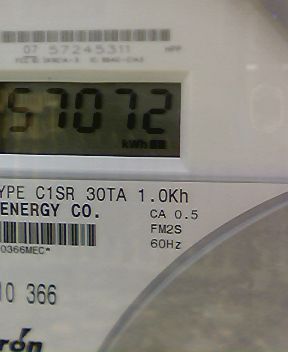 07 57245311 NPP
57072
kWh
YPE C1SR 30TA 1.0Kh
ENERGY CO. CA 0.5
FM2S
0366MEC* 60Hz
10 366
ron